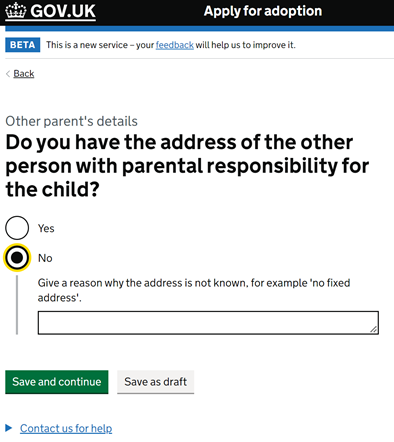 GOV.UK Apply for adoption
BETA This is a new service – your feedback will help us to improve it.
Back
Other parent's details
Do you have the address of the other
person with parental responsibility for
the child?
Yes
No
Give a reason why the address is not known, for example 'no fixed
address'.
Save and continue Save as draft
Contact us for help